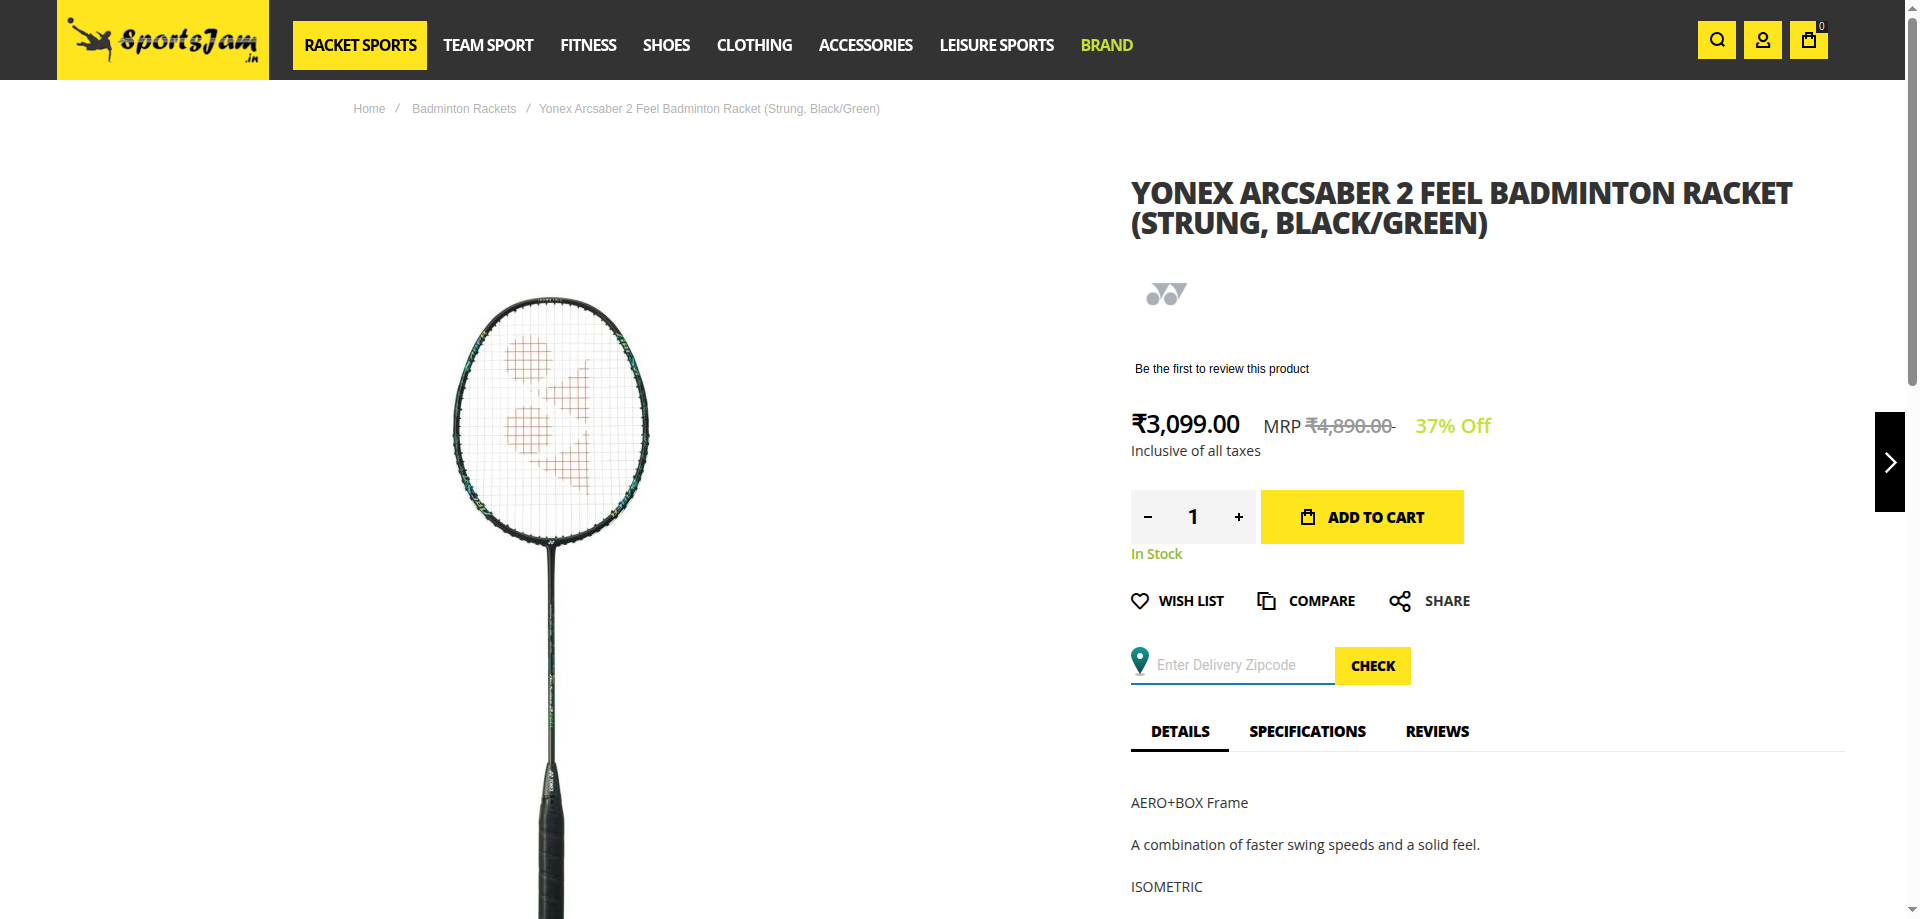 SportsJam
.in
RACKET SPORTS TEAM SPORT FITNESS SHOES CLOTHING ACCESSORIES LEISURE SPORTS BRAND
0
Home / Badminton Rackets / Yonex Arcsaber 2 Feel Badminton Racket (Strung, Black/Green)
YONEX ARCSABER 2 FEEL BADMINTON RACKET
(STRUNG, BLACK/GREEN)
Be the first to review this product
₹3,099.00 MRP ₹4,890.00 37% Off
Inclusive of all taxes
- 1 + ADD TO CART
In Stock
WISH LIST COMPARE SHARE
Enter Delivery Zipcode CHECK
DETAILS SPECIFICATIONS REVIEWS
AERO+BOX Frame
A combination of faster swing speeds and a solid feel.
ISOMETRIC